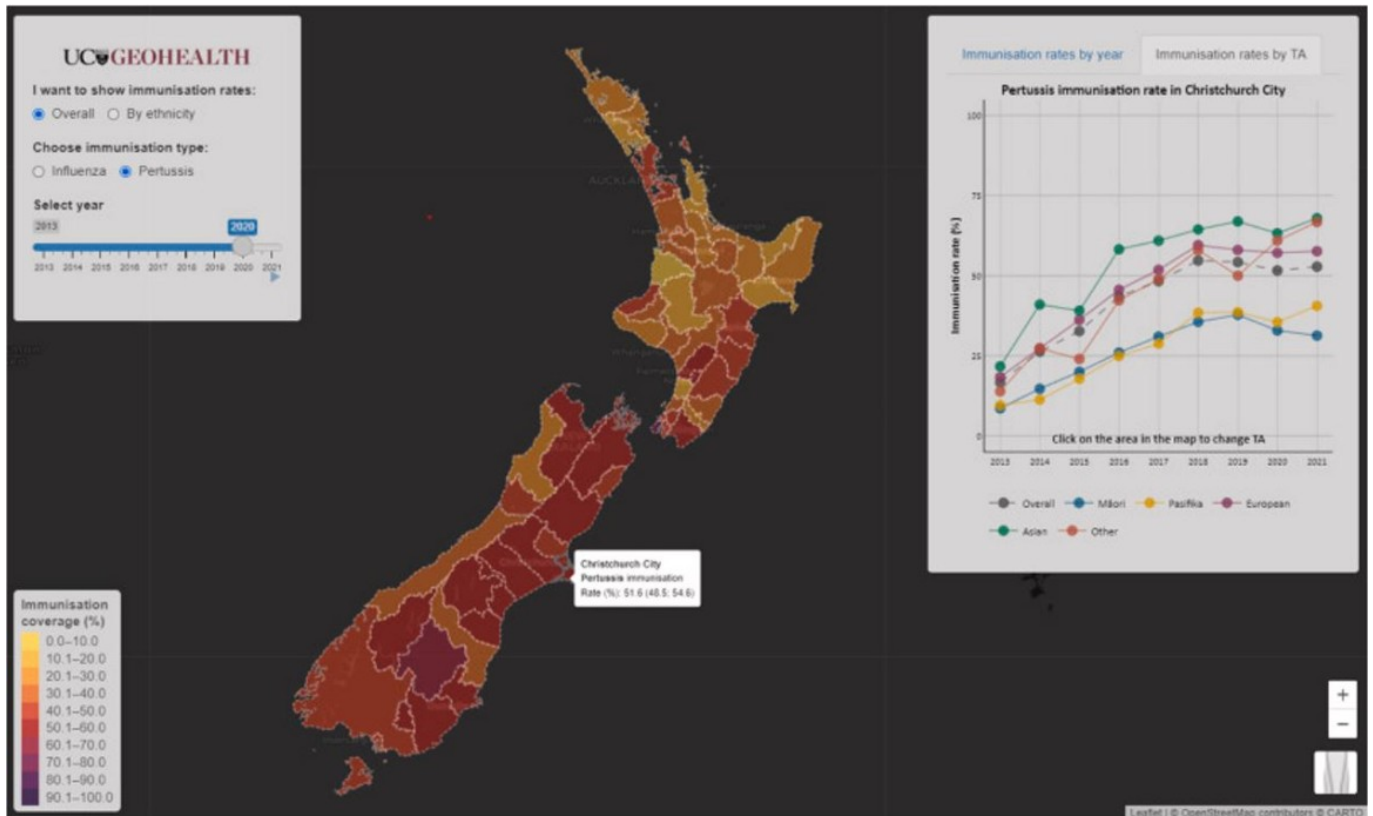 UC GEOHEALTH
I want to show immunisation rates:
Overall By ethnicity
Choose immunisation type:
Influenza Pertussis
Select year
2013 2020
2013 2014 2015 2016 2017 2018 2019 2020 2021
Immunisation rates by year Immunisation rates by TA
Pertussis immunisation rate in Christchurch City
Immunisation rate (%)
100
75
50
25
0
Click on the area in the map to change TA
2013 2014 2015 2016 2017 2018 2019 2020 2021
Overall Māori Pasifika European
Asian Other
Christchurch City
Pertussis immunisation
Rate (%): 51.6 (48.5; 54.6)
Immunisation
coverage (%)
0.0–10.0
10.1–20.0
20.1–30.0
30.1–40.0
40.1–50.0
50.1–60.0
60.1–70.0
70.1–80.0
80.1–90.0
90.1–100.0
+
−
Leaflet | © OpenStreetMap contributors © CARTO